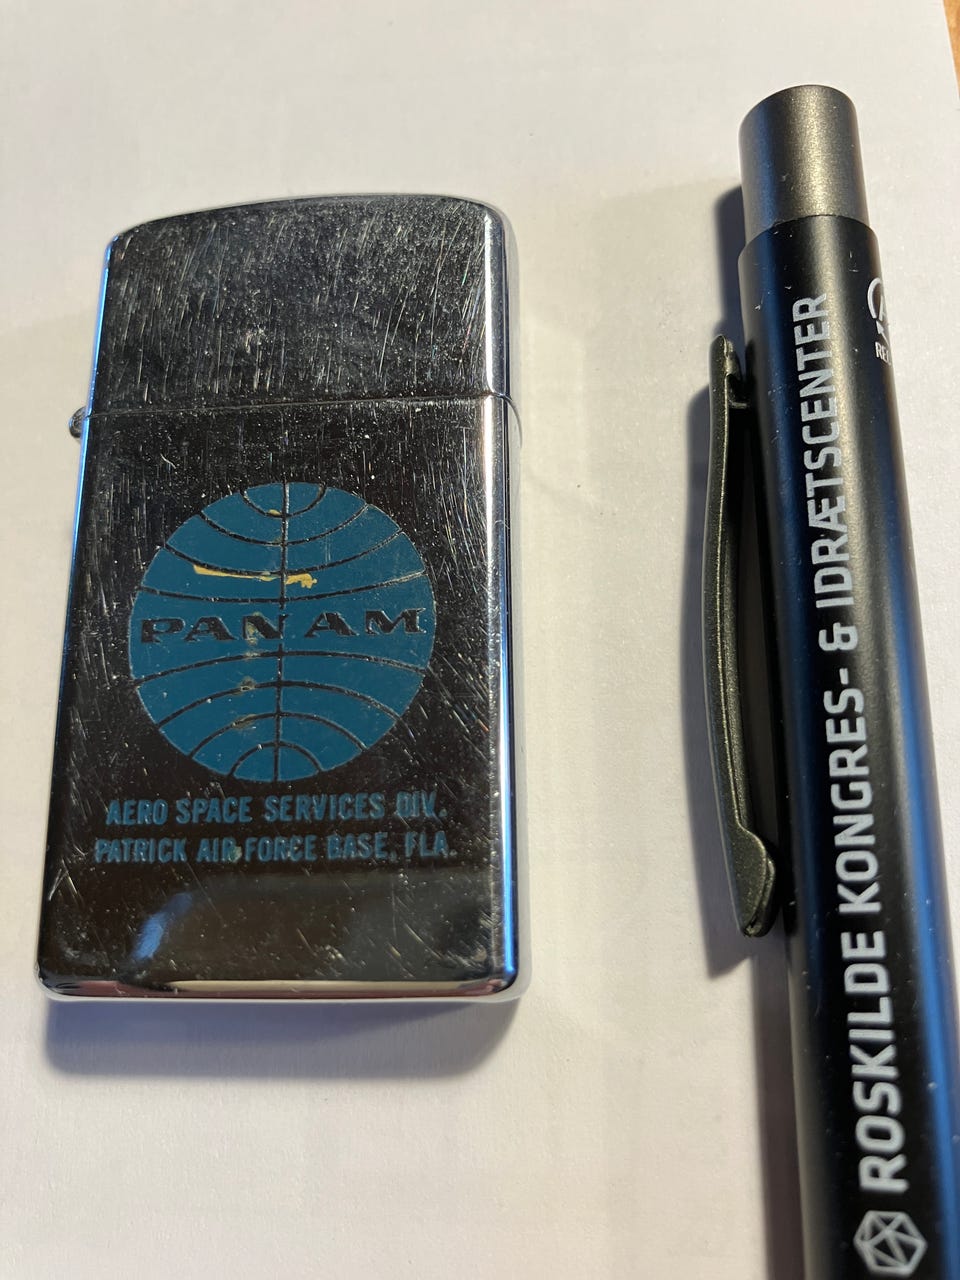 PAN AM
AERO SPACE SERVICES DIV.
PATRICK AIR FORCE BASE, FLA.
ROSKILDE KONGRES- & IDRÆTSCENTER